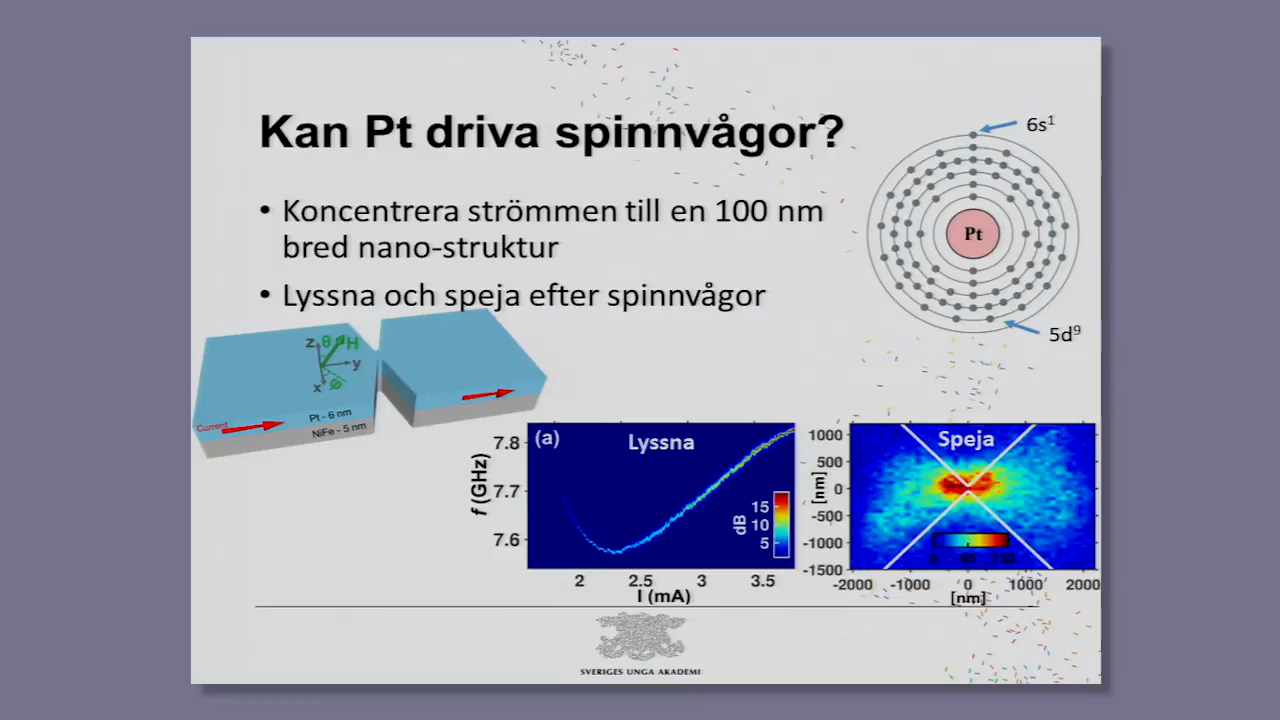 Kan Pt driva spinnvågor?
• Koncentrera strömmen till en 100 nm
bred nano-struktur
• Lyssna och speja efter spinnvågor
6s¹
Pt
5d⁹
z θ H
y
x ϕ
Current
Pt - 6 nm
NiFe - 5 nm
(a) Lyssna
f (GHz)
7.8
7.7
7.6
dB
15
10
5
2 2.5 3 3.5
I (mA)
Speja
[nm]
1000
500
0
-500
-1000
-1500
0 65 130
-2000 -1000 0 1000 2000
[nm]
SVERIGES UNGA AKADEMI